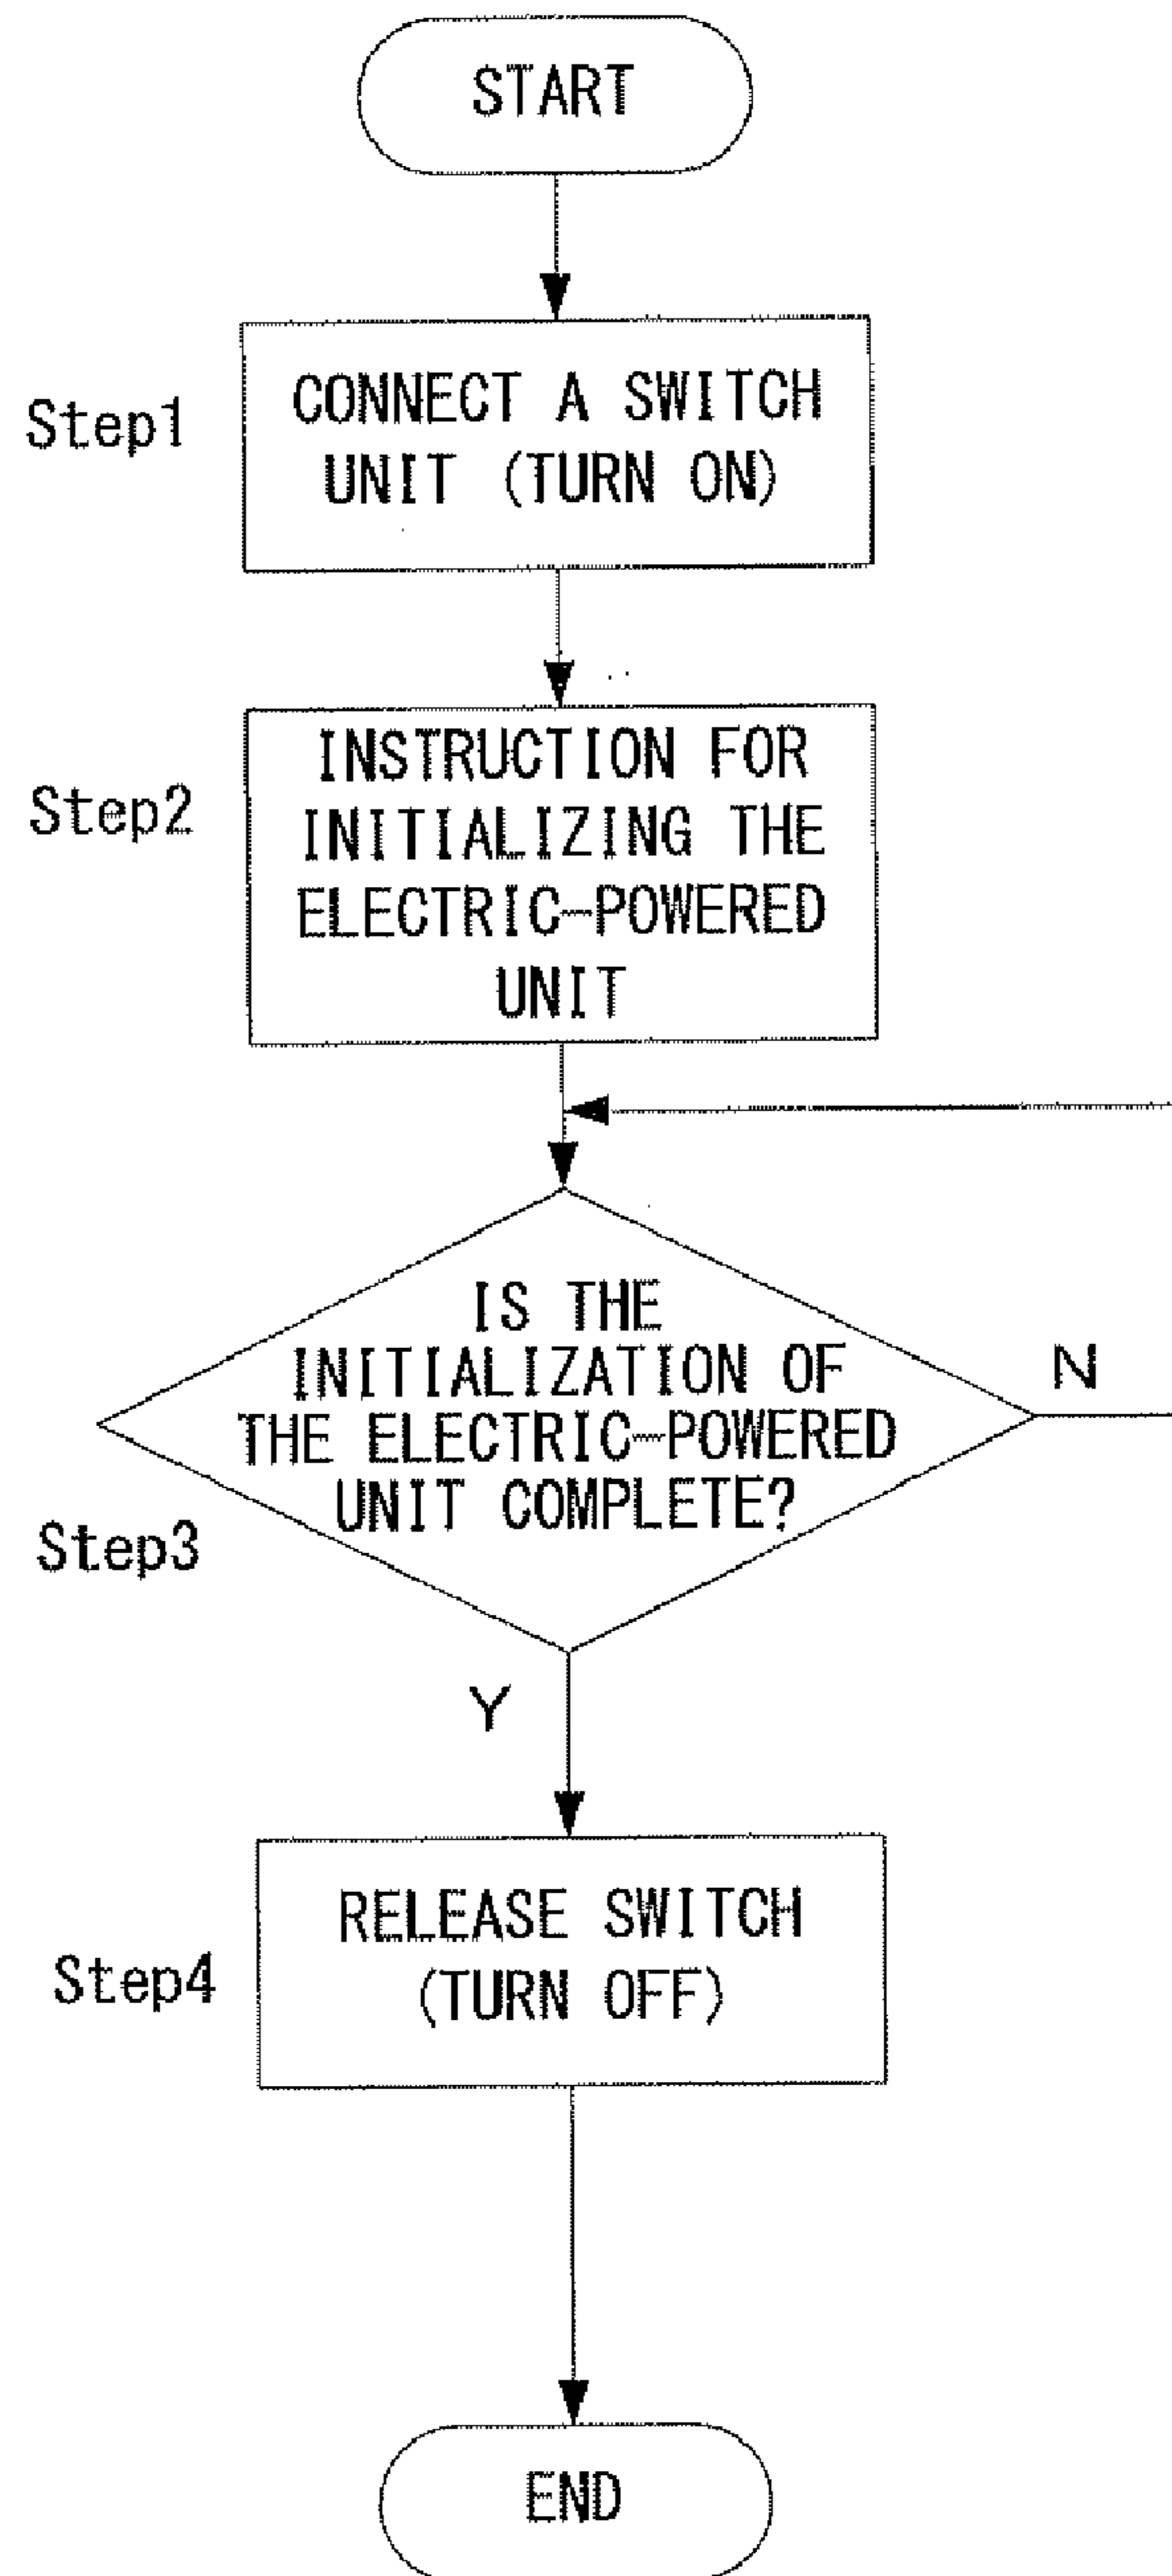 START
Step1
CONNECT A SWITCH
UNIT (TURN ON)
Step2
INSTRUCTION FOR
INITIALIZING THE
ELECTRIC-POWERED
UNIT
IS THE
INITIALIZATION OF
THE ELECTRIC-POWERED
UNIT COMPLETE?
N
Step3
Y
Step4
RELEASE SWITCH
(TURN OFF)
END